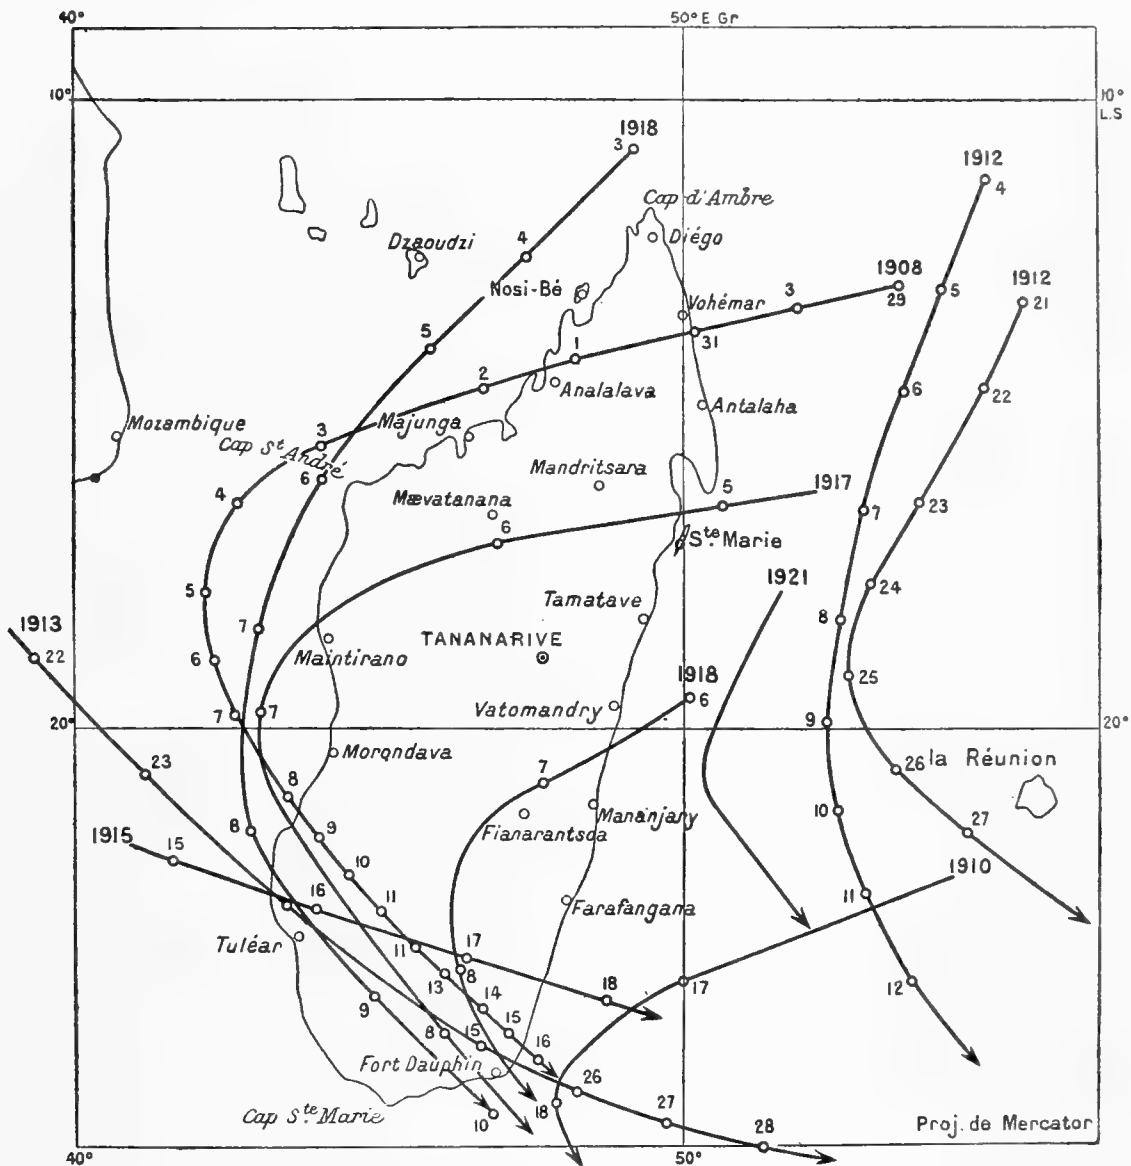 40°
50° E Gr
10°
10°
L.S
1918
3
1912
4
Cap d'Ambre
Diégo
Dzaoudzi
4
Nosi-Bé
1908
29
5
1912
21
Vohémar
3
31
5
1
2
Analalava
6
22
Antalaha
Mozambique
Majunga
3
Cap St. André
6
Mandritsara
1917
4
Mævatanana
5
23
6
7
Ste. Marie
1921
24
5
Tamatave
8
1913
22
7
TANANARIVE
Maintirano
6
1918
6
25
7
7
Vatomandry
9
20°
20°
Morondava
23
7
26
la Réunion
8
Mananjary
10
Fianarantsoa
27
8
9
1915
15
10
1910
11
16
11
Farafangana
Tuléar
11
17
13
8
18
17
12
9
14
8
15
15
16
Fort Dauphin
26
Cap Ste. Marie
10
18
27
Proj. de Mercator
28
40°
50°